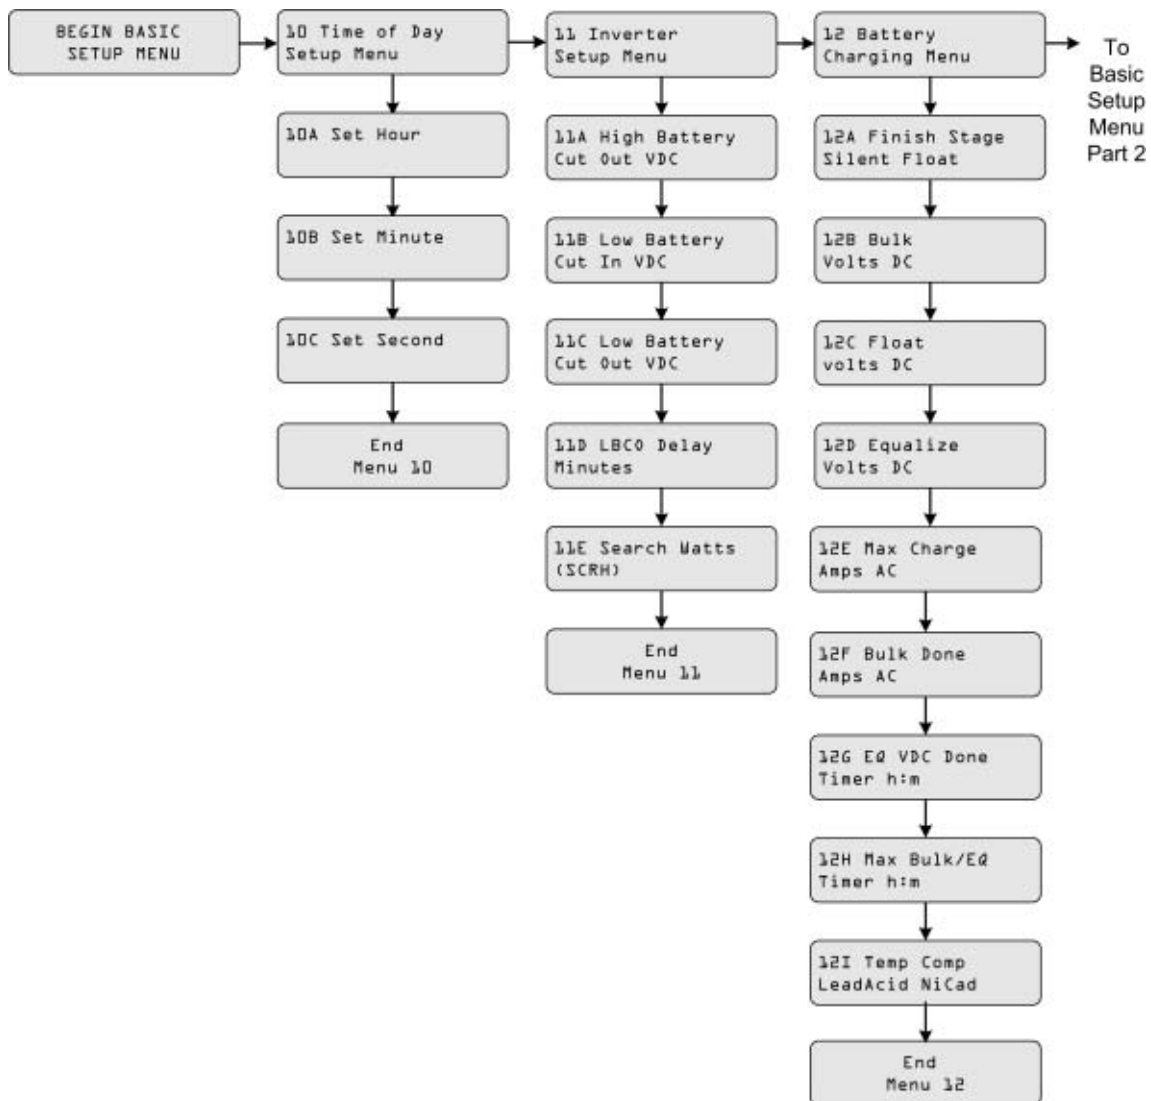 BEGIN BASIC
SETUP MENU
10 Time of Day
Setup Menu
10A Set Hour
10B Set Minute
10C Set Second
End
Menu 10
11 Inverter
Setup Menu
11A High Battery
Cut Out VDC
11B Low Battery
Cut In VDC
11C Low Battery
Cut Out VDC
11D LBCO Delay
Minutes
11E Search Watts
(SCRH)
End
Menu 11
12 Battery
Charging Menu
12A Finish Stage
Silent Float
12B Bulk
Volts DC
12C Float
volts DC
12D Equalize
Volts DC
12E Max Charge
Amps AC
12F Bulk Done
Amps AC
12G EQ VDC Done
Timer h:m
12H Max Bulk/EQ
Timer h:m
12I Temp Comp
LeadAcid NiCad
End
Menu 12
To
Basic
Setup
Menu
Part 2